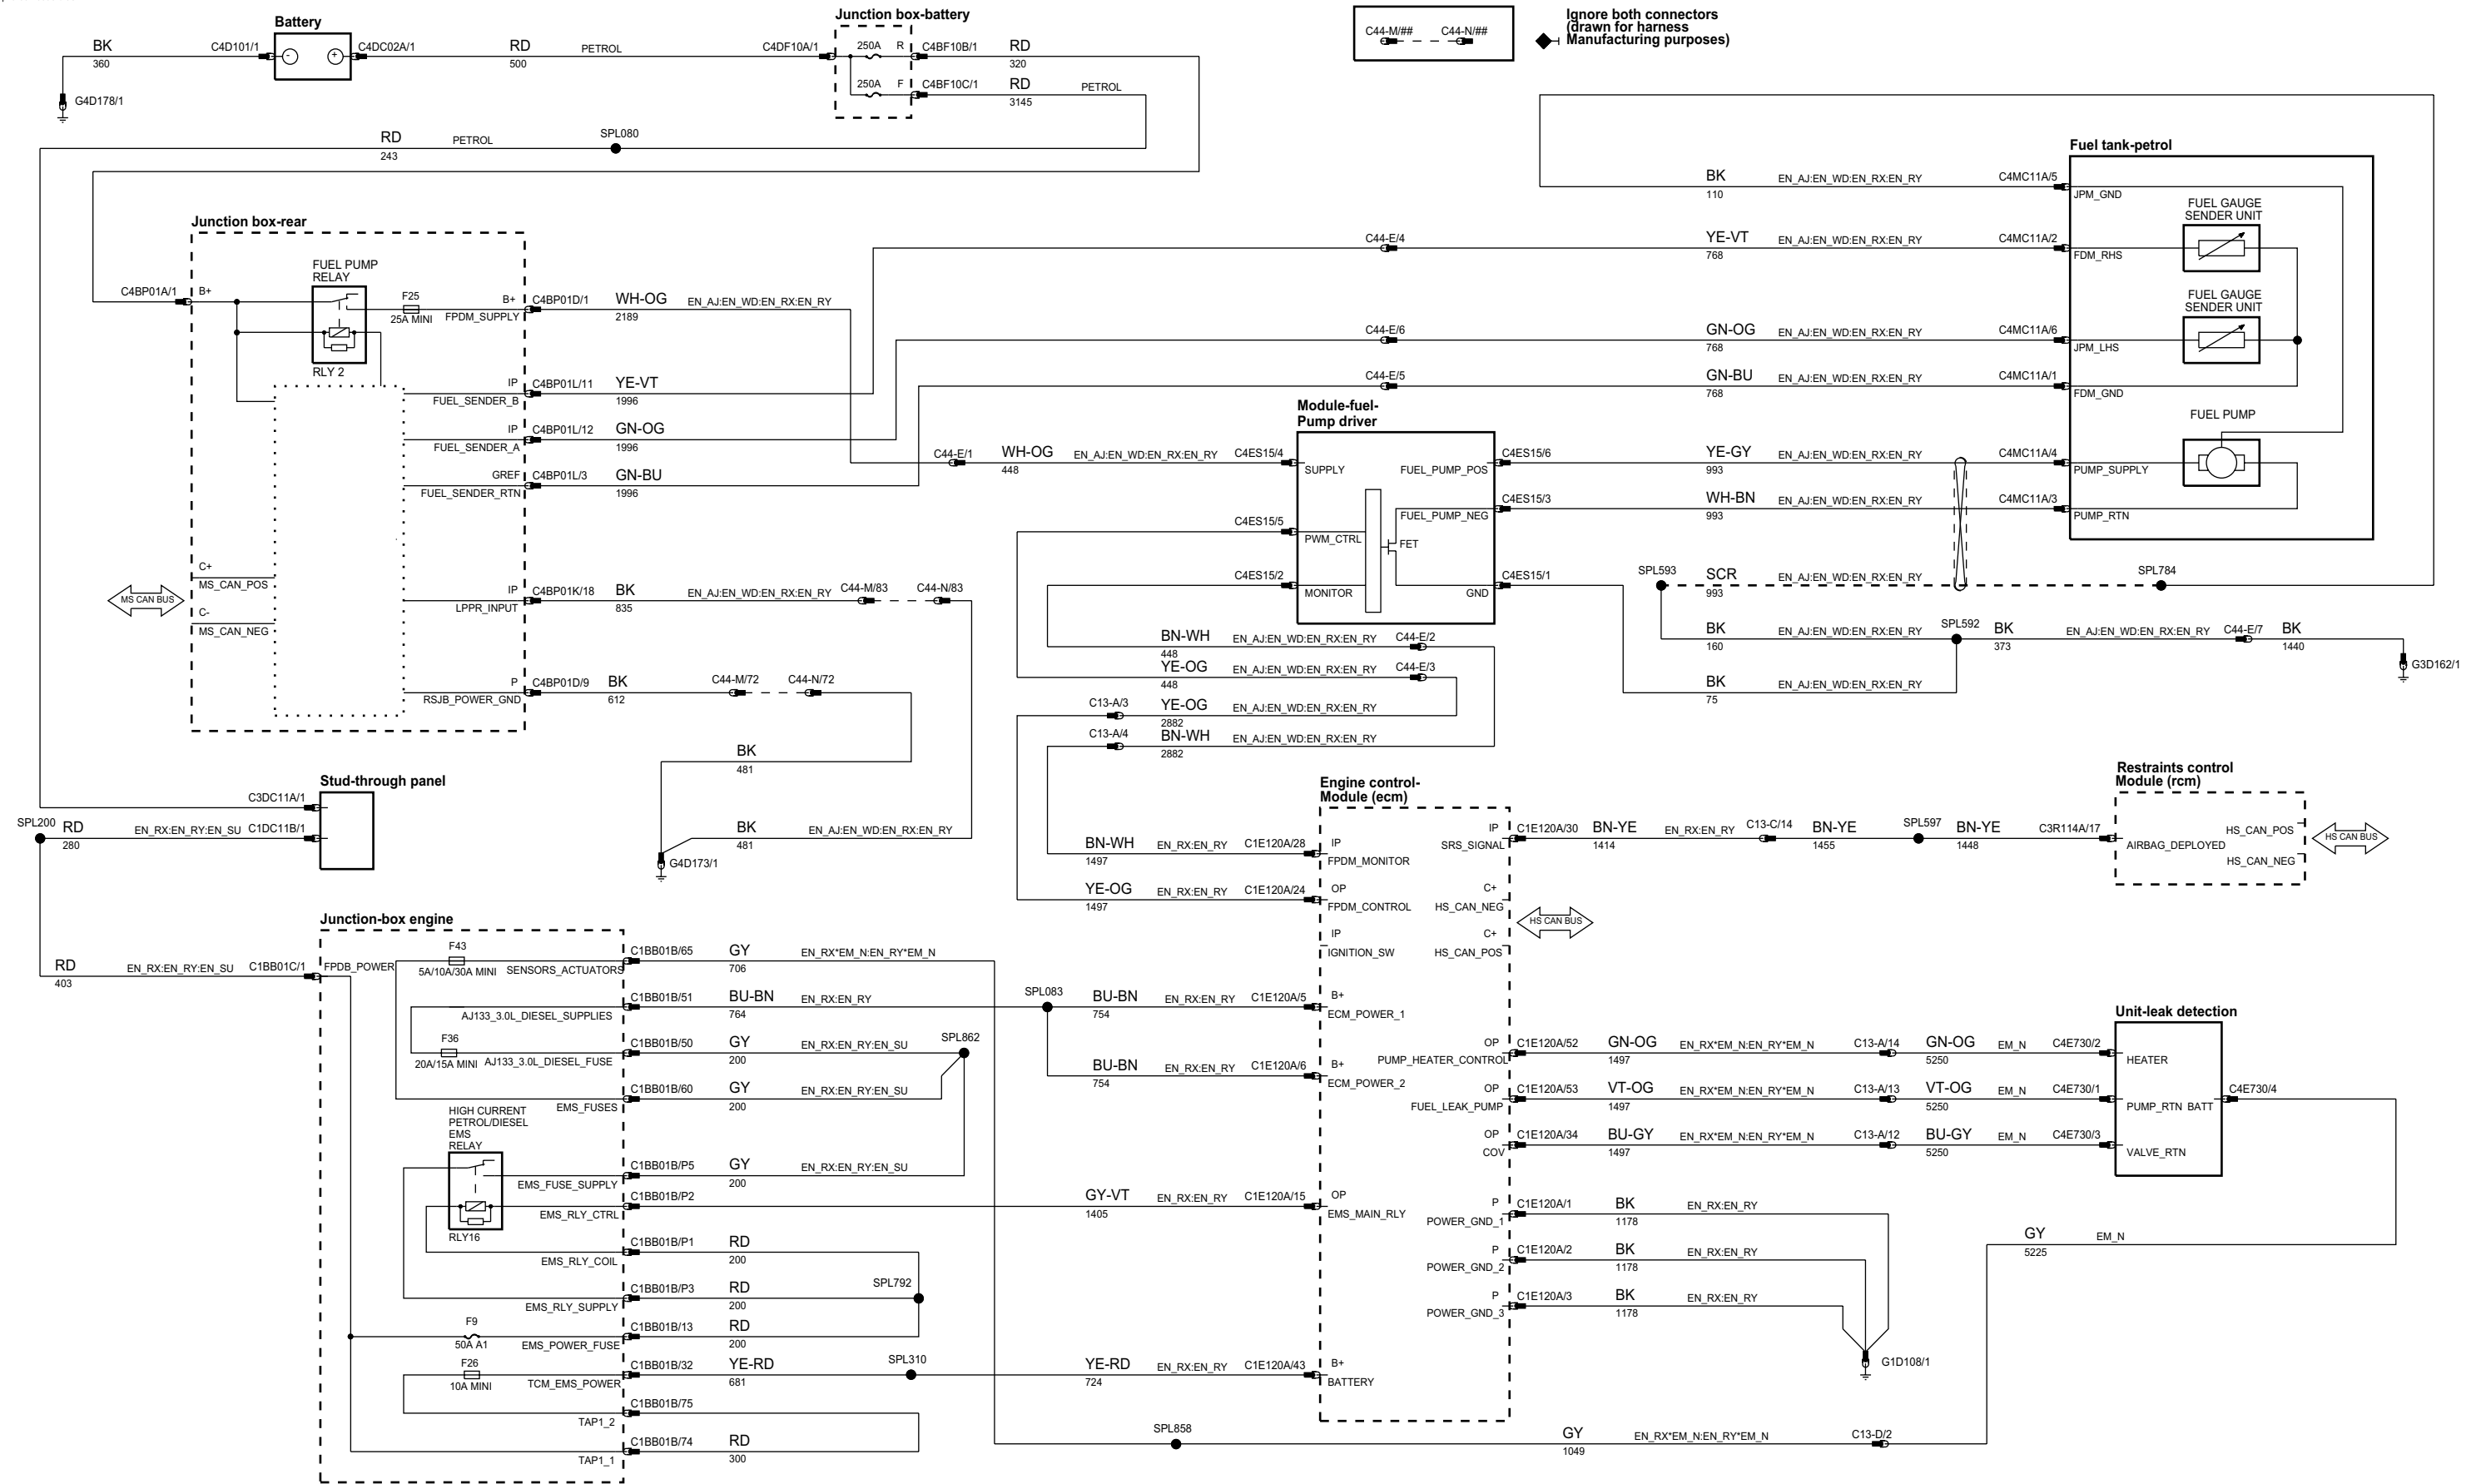 Battery
BK
360
C4D101/1
-
+
C4DC02A/1
RD
500
PETROL
C4DF10A/1
G4D178/1
Junction box-battery
250A R
C4BF10B/1
RD
320
250A F
C4BF10C/1
RD
3145
PETROL
RD
243
PETROL
SPL080
C44-M/## C44-N/##
Ignore both connectors
(drawn for harness
Manufacturing purposes)
Junction box-rear
C4BP01A/1
B+
FUEL PUMP
RELAY
RLY 2
F25
25A MINI
B+
FPDM_SUPPLY
C4BP01D/1
WH-OG
2189
EN_AJ:EN_WD:EN_RX:EN_RY
IP
FUEL_SENDER_B
C4BP01L/11
YE-VT
1996
IP
FUEL_SENDER_A
C4BP01L/12
GN-OG
1996
GREF
FUEL_SENDER_RTN
C4BP01L/3
GN-BU
1996
C+
MS_CAN_POS
MS CAN BUS
C-
MS_CAN_NEG
IP
LPPR_INPUT
C4BP01K/18
BK
835
EN_AJ:EN_WD:EN_RX:EN_RY
C44-M/83
C44-N/83
P
RSJB_POWER_GND
C4BP01D/9
BK
612
C44-M/72
C44-N/72
BK
481
BK
481
EN_AJ:EN_WD:EN_RX:EN_RY
G4D173/1
Fuel tank-petrol
BK
110
EN_AJ:EN_WD:EN_RX:EN_RY
C4MC11A/5
JPM_GND
FUEL GAUGE
SENDER UNIT
C44-E/4
YE-VT
768
EN_AJ:EN_WD:EN_RX:EN_RY
C4MC11A/2
FDM_RHS
FUEL GAUGE
SENDER UNIT
C44-E/6
GN-OG
768
EN_AJ:EN_WD:EN_RX:EN_RY
C4MC11A/6
JPM_LHS
C44-E/5
GN-BU
768
EN_AJ:EN_WD:EN_RX:EN_RY
C4MC11A/1
FDM_GND
FUEL PUMP
Module-fuel-
Pump driver
C44-E/1
WH-OG
448
EN_AJ:EN_WD:EN_RX:EN_RY
C4ES15/4
SUPPLY
FUEL_PUMP_POS
C4ES15/6
YE-GY
993
EN_AJ:EN_WD:EN_RX:EN_RY
C4MC11A/4
PUMP_SUPPLY
FUEL_PUMP_NEG
C4ES15/3
WH-BN
993
EN_AJ:EN_WD:EN_RX:EN_RY
C4MC11A/3
PUMP_RTN
C4ES15/5
PWM_CTRL
FET
C4ES15/2
MONITOR
C4ES15/1
GND
SPL593
SCR
993
EN_AJ:EN_WD:EN_RX:EN_RY
SPL784
BK
160
EN_AJ:EN_WD:EN_RX:EN_RY
SPL592
BK
373
EN_AJ:EN_WD:EN_RX:EN_RY
C44-E/7
BK
1440
G3D162/1
BK
75
EN_AJ:EN_WD:EN_RX:EN_RY
BN-WH
448
EN_AJ:EN_WD:EN_RX:EN_RY
C44-E/2
YE-OG
448
EN_AJ:EN_WD:EN_RX:EN_RY
C44-E/3
C13-A/3
YE-OG
2882
EN_AJ:EN_WD:EN_RX:EN_RY
C13-A/4
BN-WH
2882
EN_AJ:EN_WD:EN_RX:EN_RY
Stud-through panel
C3DC11A/1
SPL200
RD
280
EN_RX:EN_RY:EN_SU
C1DC11B/1
Engine control-
Module (ecm)
BN-WH
1497
EN_RX:EN_RY
C1E120A/28
IP
FPDM_MONITOR
YE-OG
1497
EN_RX:EN_RY
C1E120A/24
OP
FPDM_CONTROL
IP
IGNITION_SW
IP
SRS_SIGNAL
C1E120A/30
BN-YE
1414
EN_RX:EN_RY
C13-C/14
BN-YE
1455
SPL597
BN-YE
1448
C3R114A/17
Restraints control
Module (rcm)
AIRBAG_DEPLOYED
HS_CAN_POS
HS_CAN_NEG
HS CAN BUS
C+
HS_CAN_NEG
C+
HS_CAN_POS
HS CAN BUS
Junction-box engine
RD
403
EN_RX:EN_RY:EN_SU
C1BB01C/1
FPDB_POWER
F43
5A/10A/30A MINI
SENSORS_ACTUATORS
C1BB01B/65
GY
706
EN_RX*EM_N:EN_RY*EM_N
AJ133_3.0L_DIESEL_SUPPLIES
C1BB01B/51
BU-BN
764
EN_RX:EN_RY
SPL083
BU-BN
754
EN_RX:EN_RY
C1E120A/5
B+
ECM_POWER_1
F36
20A/15A MINI
AJ133_3.0L_DIESEL_FUSE
C1BB01B/50
GY
200
EN_RX:EN_RY:EN_SU
SPL862
BU-BN
754
EN_RX:EN_RY
C1E120A/6
B+
ECM_POWER_2
EMS_FUSES
C1BB01B/60
GY
200
EN_RX:EN_RY:EN_SU
HIGH CURRENT
PETROL/DIESEL
EMS
RELAY
RLY16
EMS_FUSE_SUPPLY
C1BB01B/P5
GY
200
EN_RX:EN_RY:EN_SU
EMS_RLY_CTRL
C1BB01B/P2
GY-VT
1405
EN_RX:EN_RY
C1E120A/15
OP
EMS_MAIN_RLY
EMS_RLY_COIL
C1BB01B/P1
RD
200
EMS_RLY_SUPPLY
C1BB01B/P3
RD
200
SPL792
F9
50A A1
EMS_POWER_FUSE
C1BB01B/13
RD
200
F26
10A MINI
TCM_EMS_POWER
C1BB01B/32
YE-RD
681
SPL310
YE-RD
724
EN_RX:EN_RY
C1E120A/43
B+
BATTERY
TAP1_2
C1BB01B/75
TAP1_1
C1BB01B/74
RD
300
Unit-leak detection
OP
PUMP_HEATER_CONTROL
C1E120A/52
GN-OG
1497
EN_RX*EM_N:EN_RY*EM_N
C13-A/14
GN-OG
5250
EM_N
C4E730/2
HEATER
OP
FUEL_LEAK_PUMP
C1E120A/53
VT-OG
1497
EN_RX*EM_N:EN_RY*EM_N
C13-A/13
VT-OG
5250
EM_N
C4E730/1
PUMP_RTN BATT
C4E730/4
OP
COV
C1E120A/34
BU-GY
1497
EN_RX*EM_N:EN_RY*EM_N
C13-A/12
BU-GY
5250
EM_N
C4E730/3
VALVE_RTN
P
POWER_GND_1
C1E120A/1
BK
1178
EN_RX:EN_RY
P
POWER_GND_2
C1E120A/2
BK
1178
EN_RX:EN_RY
P
POWER_GND_3
C1E120A/3
BK
1178
EN_RX:EN_RY
G1D108/1
GY
5225
EM_N
SPL858
GY
1049
EN_RX*EM_N:EN_RY*EM_N
C13-D/2